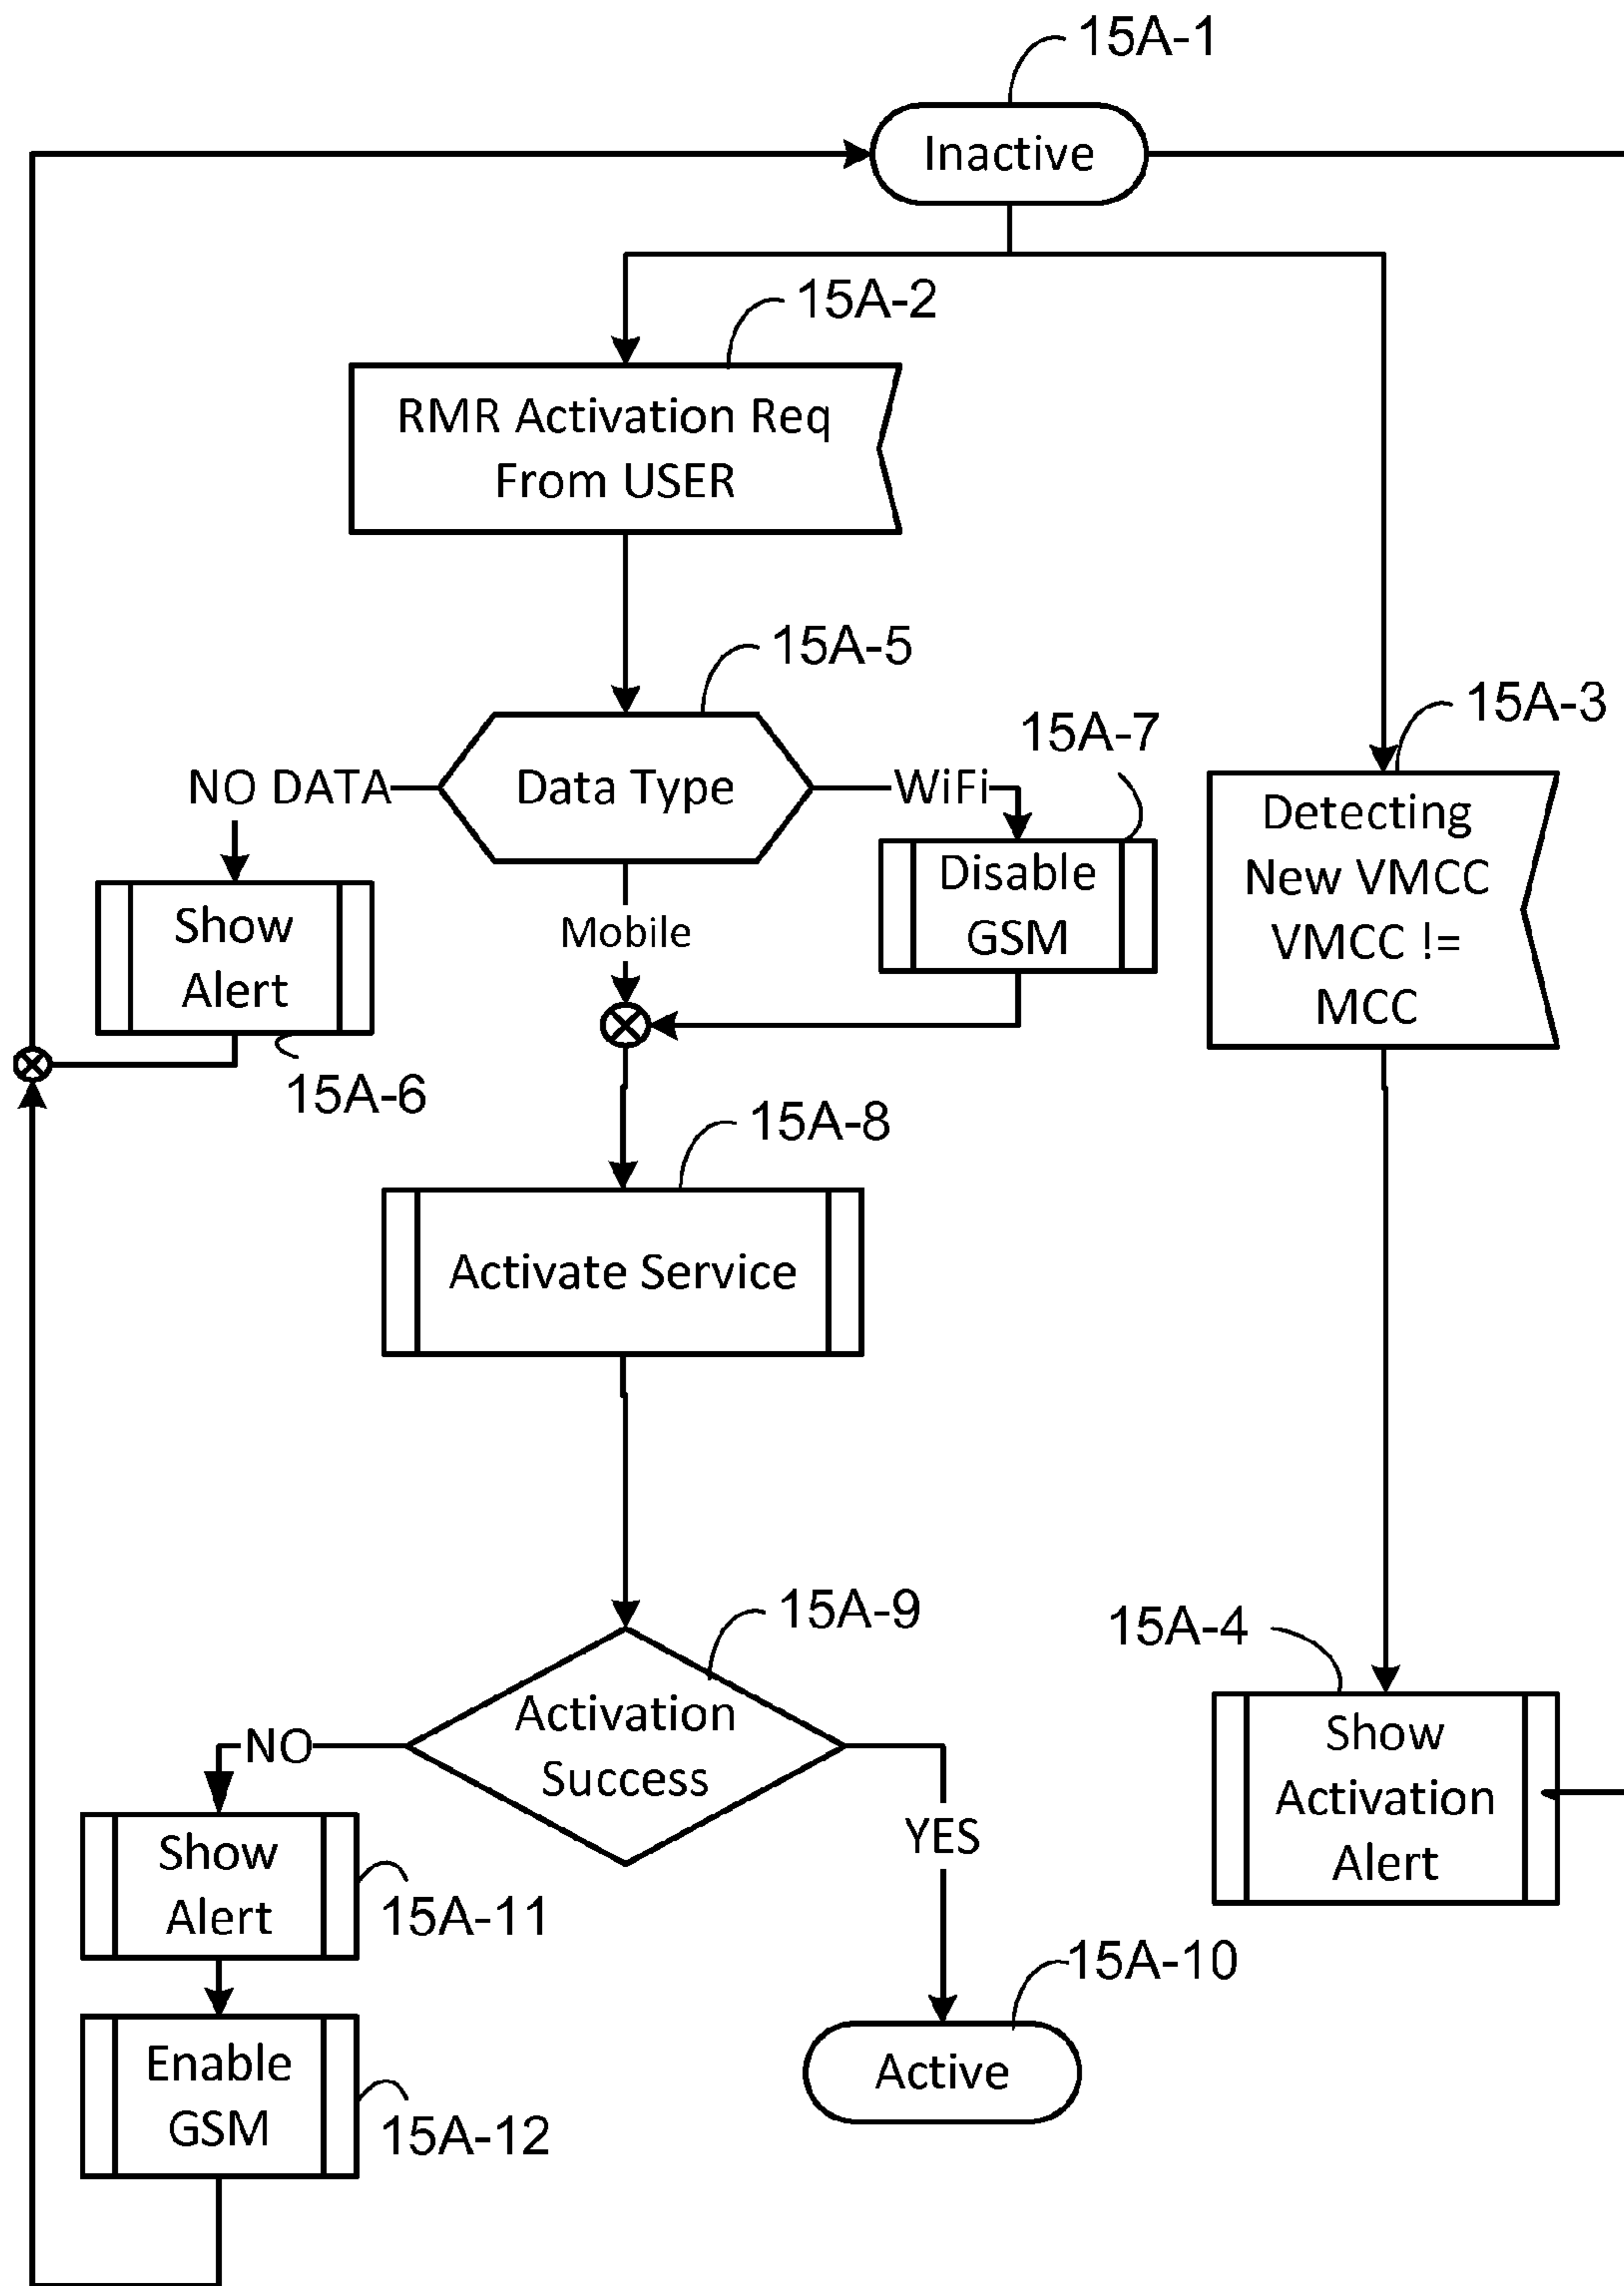 15A-1
Inactive
15A-2
RMR Activation Req
From USER
15A-5
Data Type
NO DATA
WiFi
Mobile
15A-7
Disable
GSM
15A-3
Detecting
New VMCC
VMCC !=
MCC
Show
Alert
15A-6
15A-8
Activate Service
15A-9
Activation
Success
NO
YES
15A-4
Show
Activation
Alert
Show
Alert
15A-11
15A-10
Active
Enable
GSM
15A-12